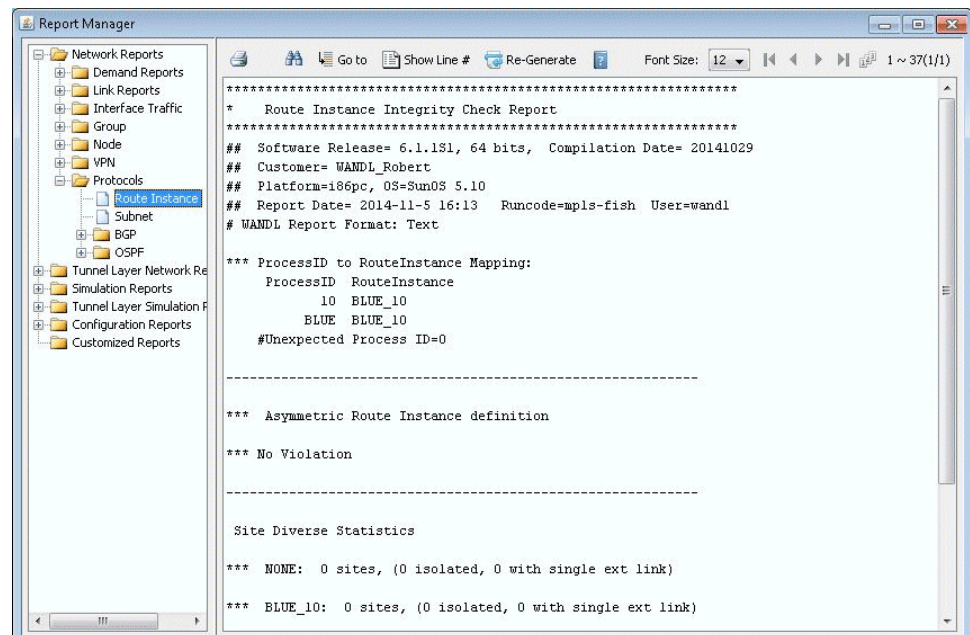 Report Manager
Network Reports
Demand Reports
Link Reports
Interface Traffic
Group
Node
VPN
Protocols
Route Instance
Subnet
BGP
OSPF
Tunnel Layer Network Re
Simulation Reports
Tunnel Layer Simulation R
Configuration Reports
Customized Reports
Go to Show Line # Re-Generate ? Font Size: 12 1 ~ 37(1/1)
*****************************************************************
* Route Instance Integrity Check Report
*****************************************************************
## Software Release= 6.1.1S1, 64 bits, Compilation Date= 20141029
## Customer= WANDL_Robert
## Platform=i86pc, OS=SunOS 5.10
## Report Date= 2014-11-5 16:13 Runcode=mpls-fish User=wandl
# WANDL Report Format: Text
*** ProcessID to RouteInstance Mapping:
ProcessID RouteInstance
10 BLUE_10
BLUE BLUE_10
#Unexpected Process ID=0
------------------------------------------------------------
*** Asymmetric Route Instance definition
*** No Violation
------------------------------------------------------------
Site Diverse Statistics
*** NONE: 0 sites, (0 isolated, 0 with single ext link)
*** BLUE_10: 0 sites, (0 isolated, 0 with single ext link)